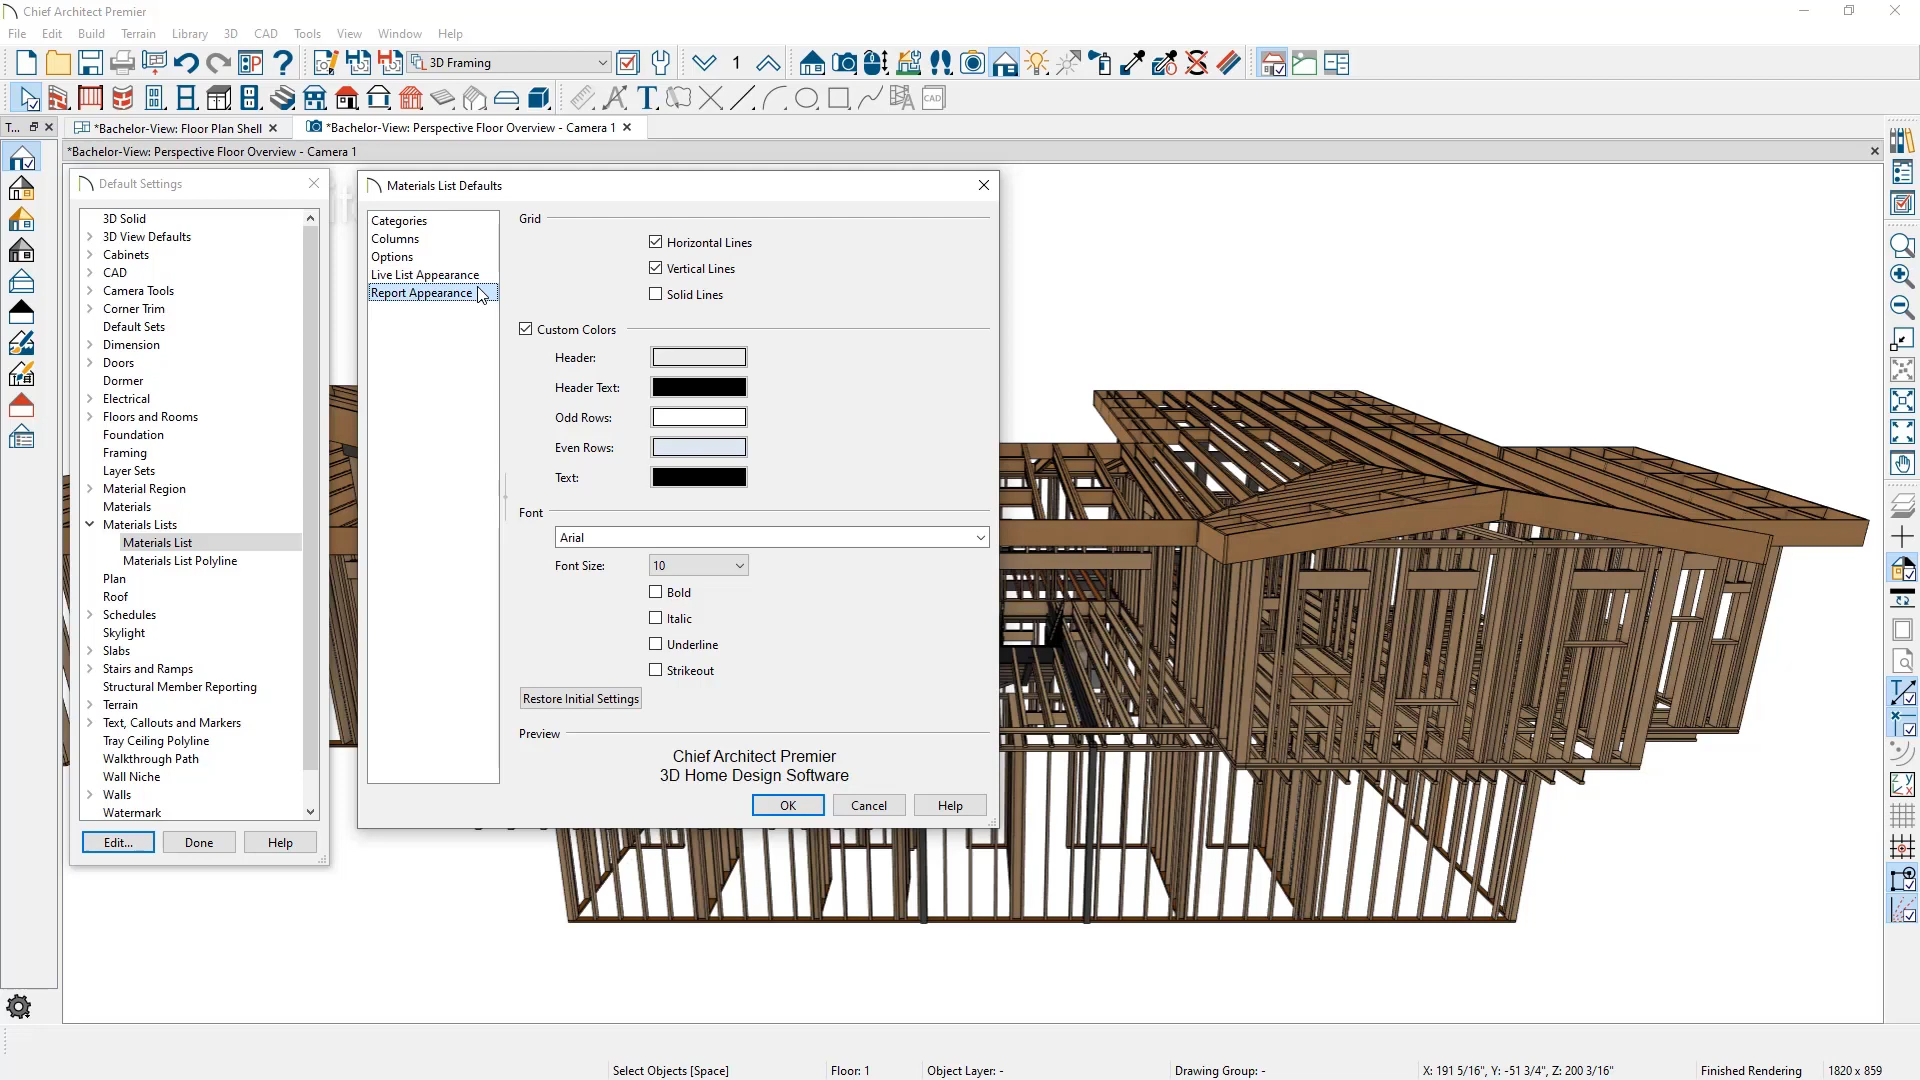 Chief Architect Premier
File Edit Build Terrain Library 3D CAD Tools View Window Help
3D Framing
1
CAD
T...
*Bachelor-View: Floor Plan Shell
*Bachelor-View: Perspective Floor Overview - Camera 1
*Bachelor-View: Perspective Floor Overview - Camera 1
Default Settings
3D Solid
3D View Defaults
Cabinets
CAD
Camera Tools
Corner Trim
Default Sets
Dimension
Doors
Dormer
Electrical
Floors and Rooms
Foundation
Framing
Layer Sets
Material Region
Materials
Materials Lists
Materials List
Materials List Polyline
Plan
Roof
Schedules
Skylight
Slabs
Stairs and Ramps
Structural Member Reporting
Terrain
Text, Callouts and Markers
Tray Ceiling Polyline
Walkthrough Path
Wall Niche
Walls
Watermark
Edit... Done Help
Materials List Defaults
Categories
Columns
Options
Live List Appearance
Report Appearance
Grid
Horizontal Lines
Vertical Lines
Solid Lines
Custom Colors
Header:
Header Text:
Odd Rows:
Even Rows:
Text:
Font
Arial
Font Size: 10
Bold
Italic
Underline
Strikeout
Restore Initial Settings
Preview
Chief Architect Premier
3D Home Design Software
OK Cancel Help
Select Objects [Space] Floor: 1 Object Layer: - Drawing Group: - X: 191 5/16", Y: -51 3/4", Z: 200 3/16" Finished Rendering 1820 x 859